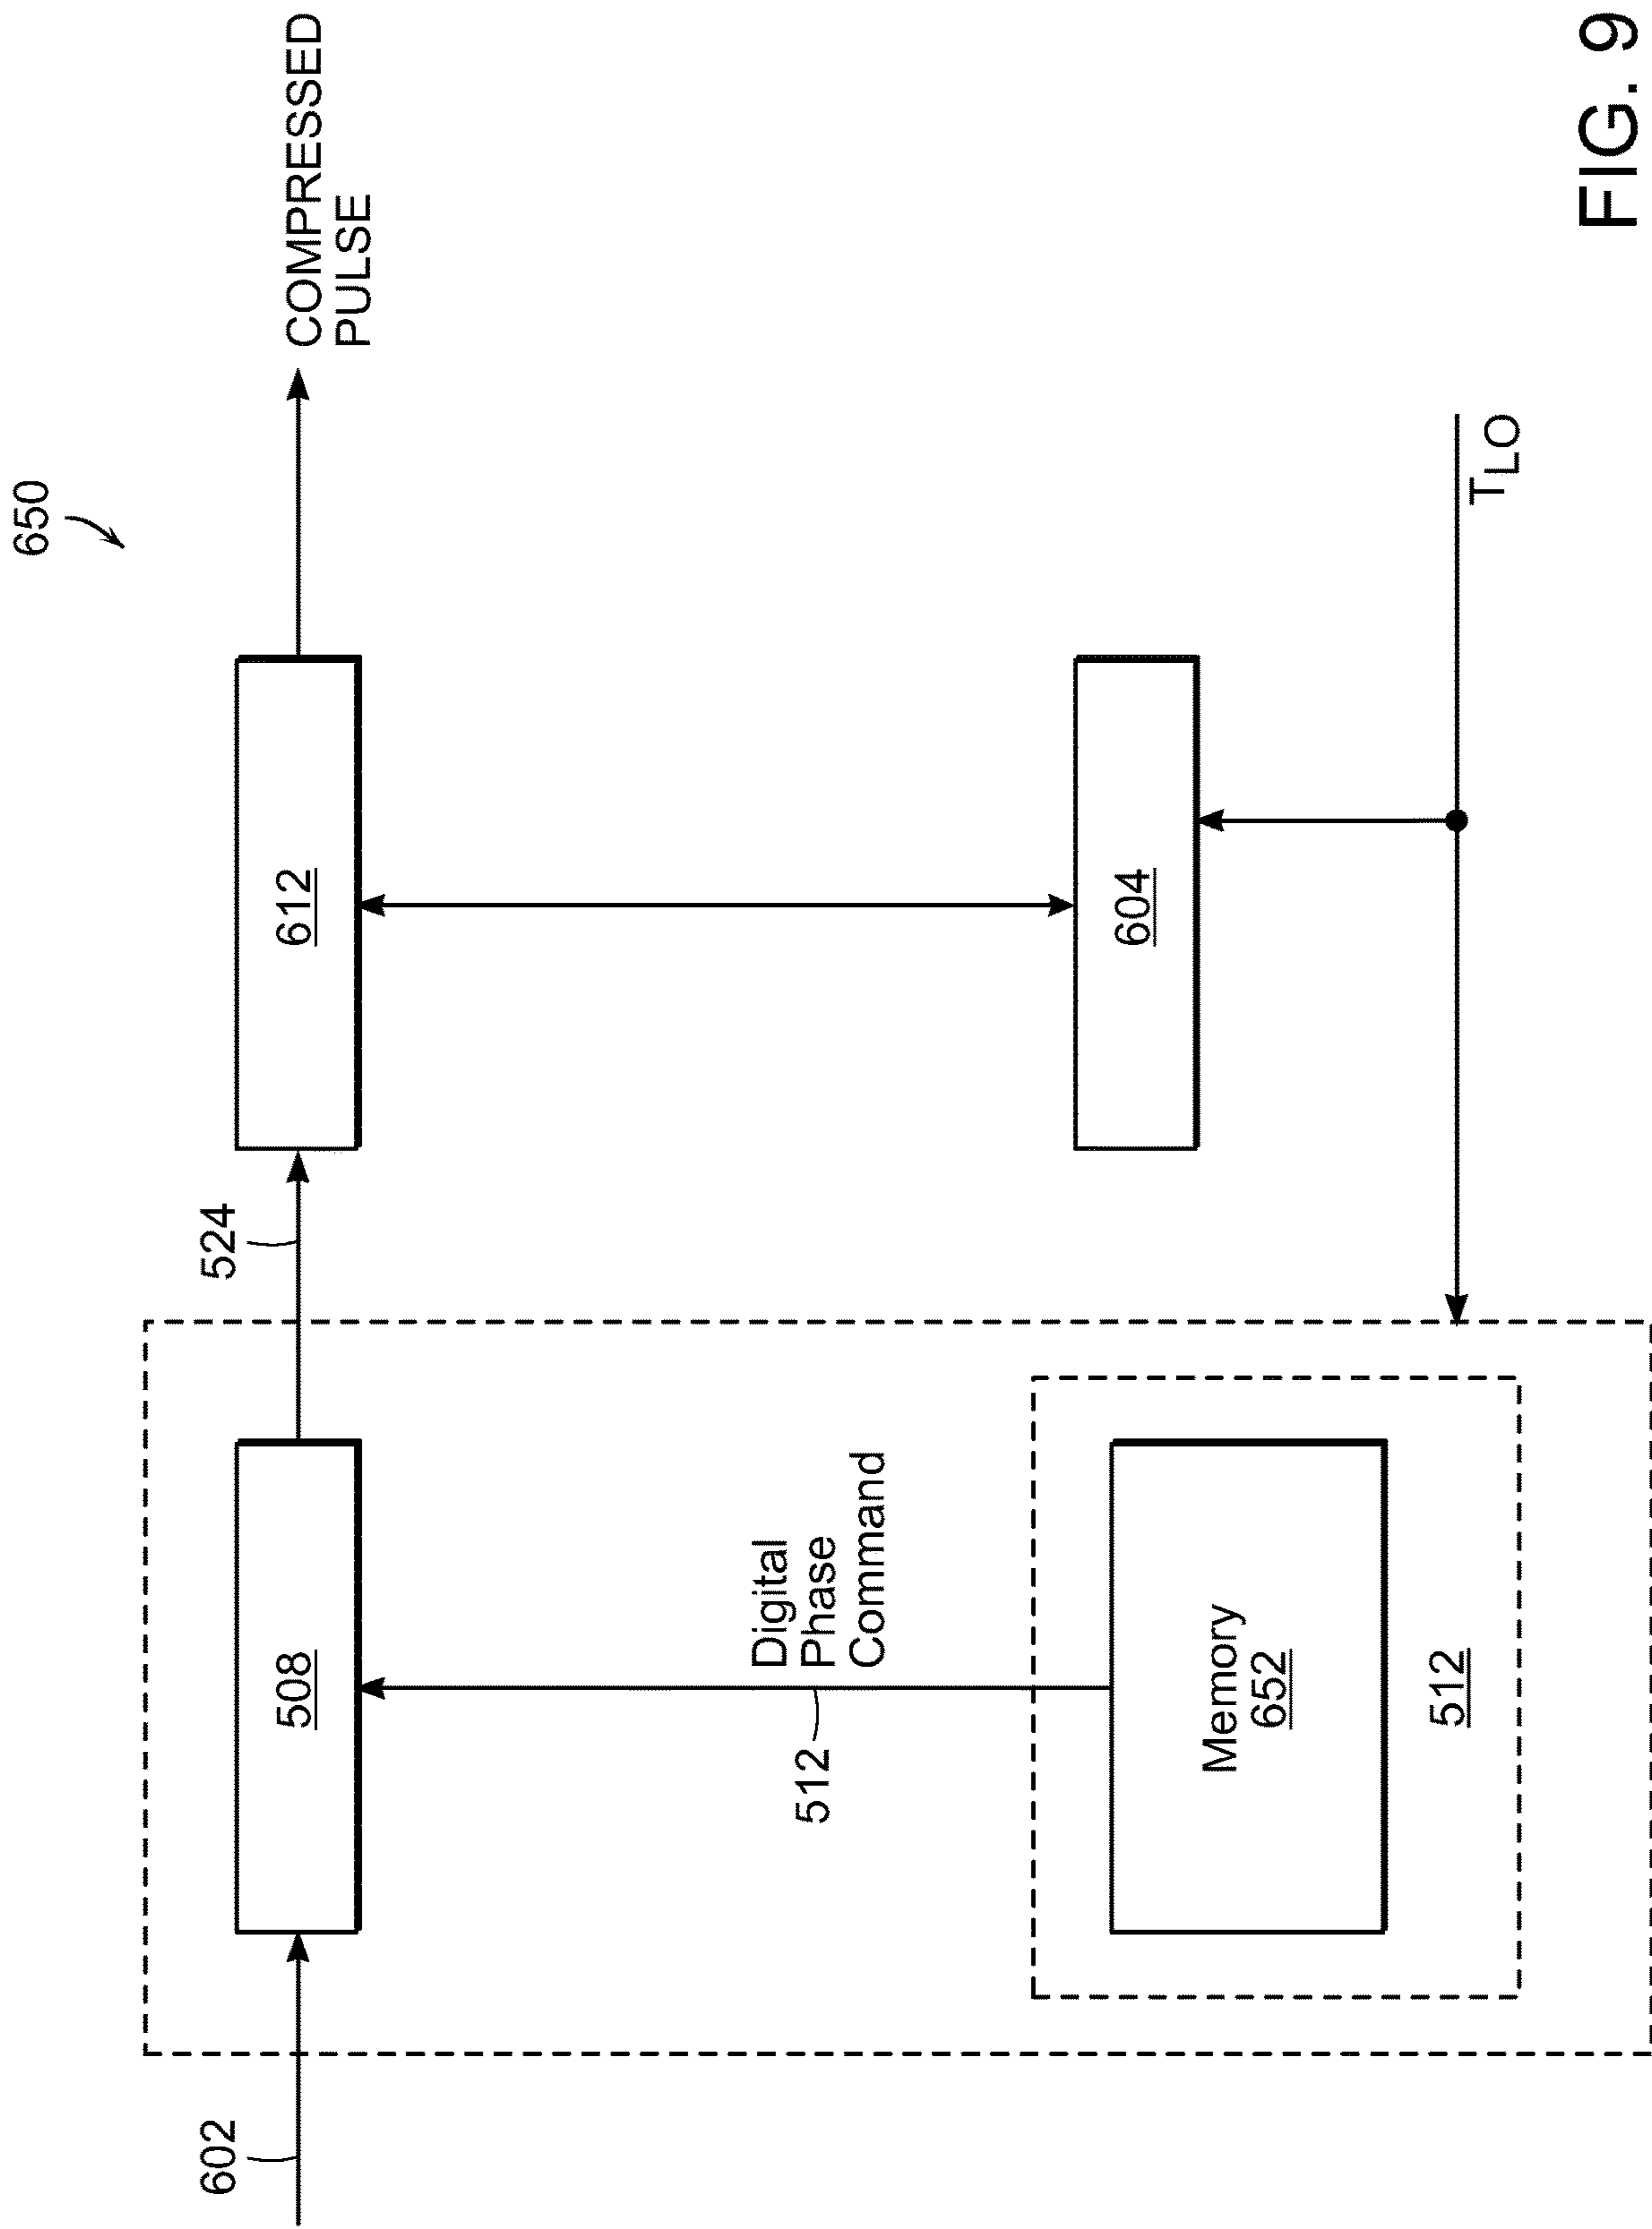 650
602
508
524
612
COMPRESSED
PULSE
512
Digital
Phase
Command
Memory
652
512
604
TLO
FIG. 9